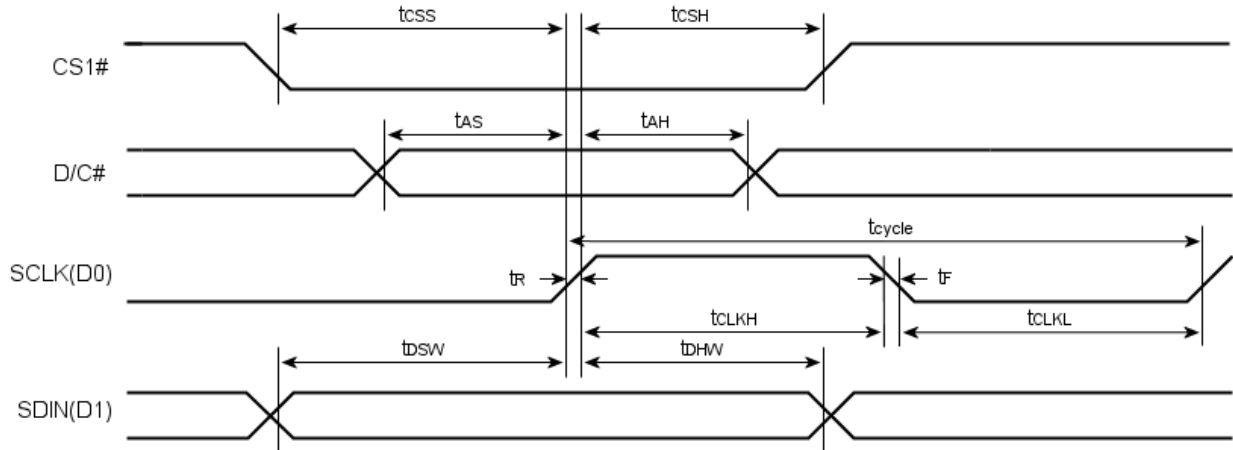 tCSS tCSH
CS1#
tAS tAH
D/C#
tcycle
SCLK(D0) tR tF
tCLKH tCLKL
tDSW tDHW
SDIN(D1)